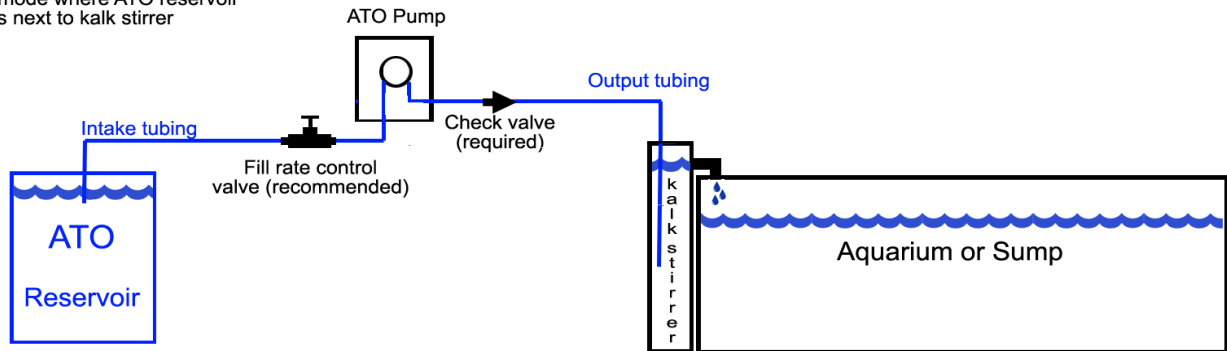 mode where ATO reservoir
s next to kalk stirrer
ATO Pump
Output tubing
Intake tubing
Check valve
(required)
Fill rate control
valve (recommended)
ATO
Reservoir
kalk stirrer
Aquarium or Sump